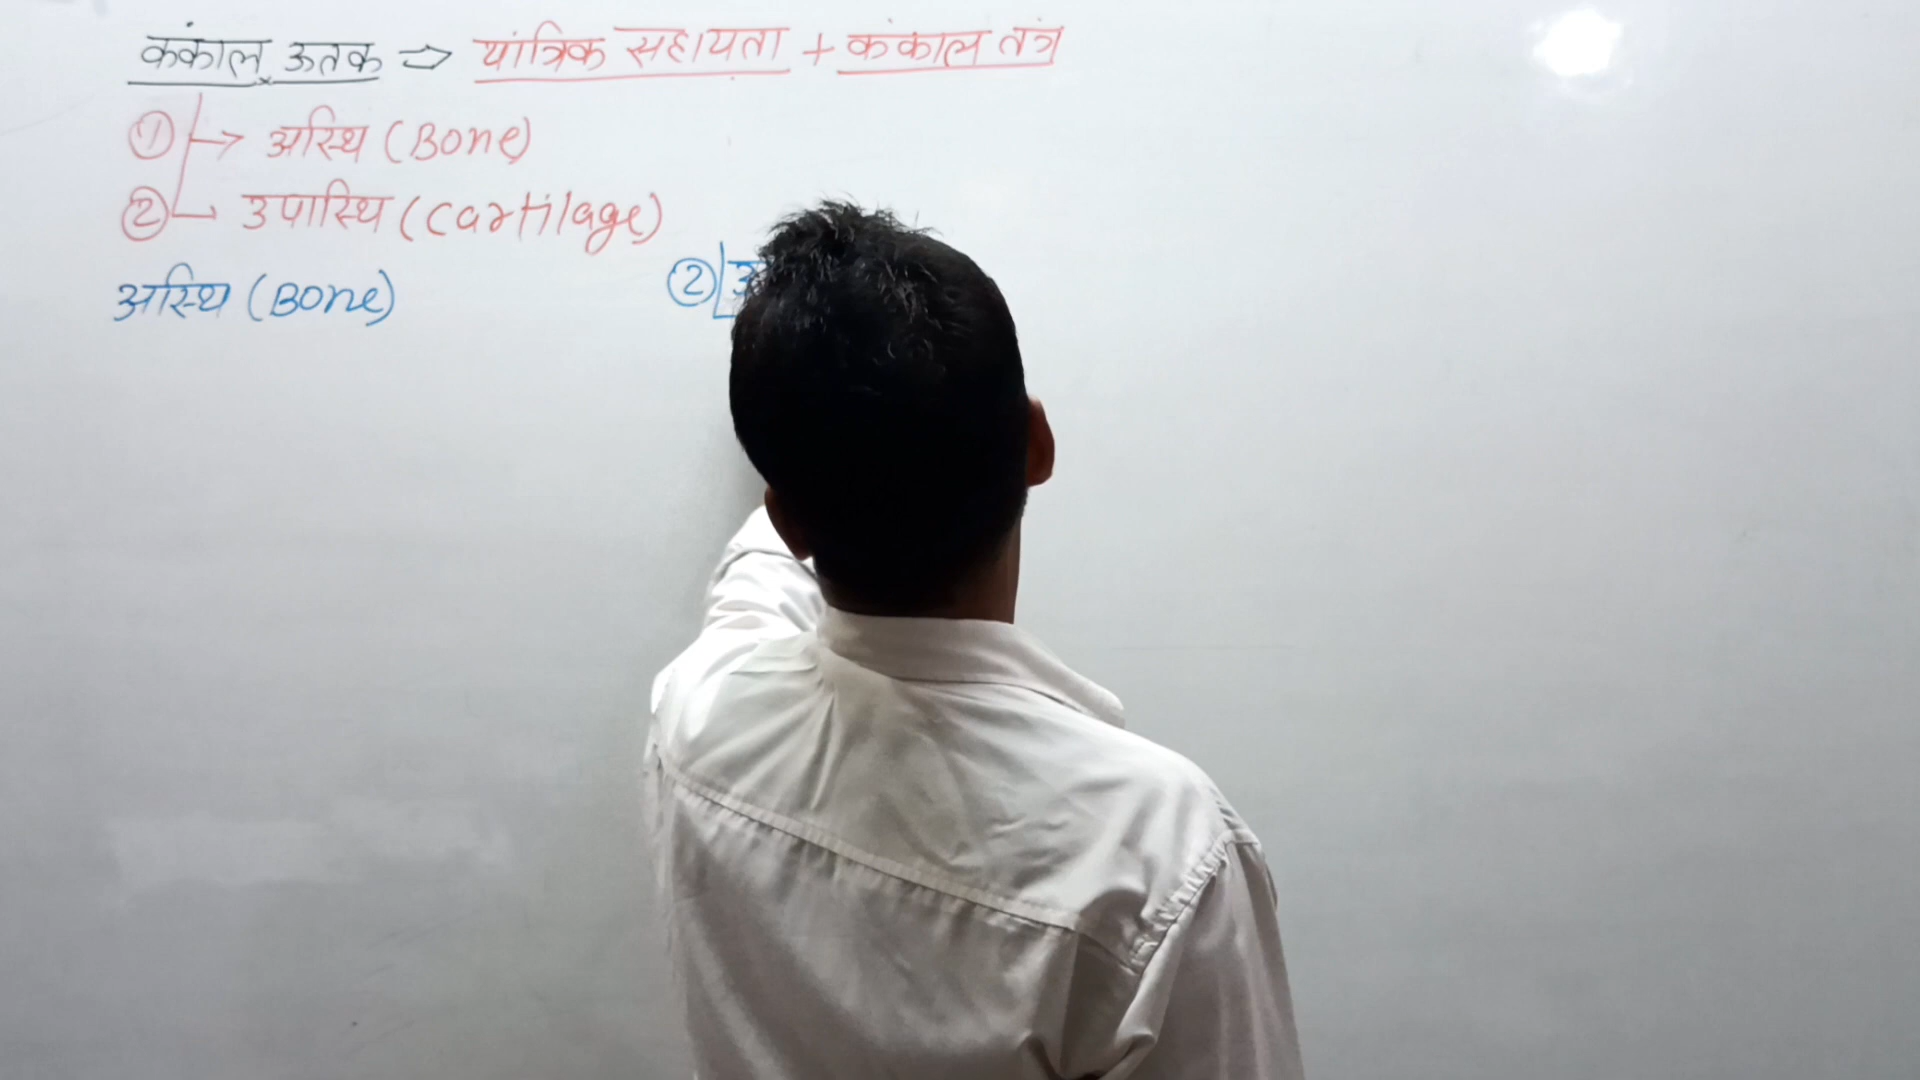 कंकाल ऊतक ⇒ यांत्रिक सहायता + कंकाल तंत्र
① → अस्थि (Bone)
② → उपास्थि (Cartilage)
अस्थि (Bone)
②